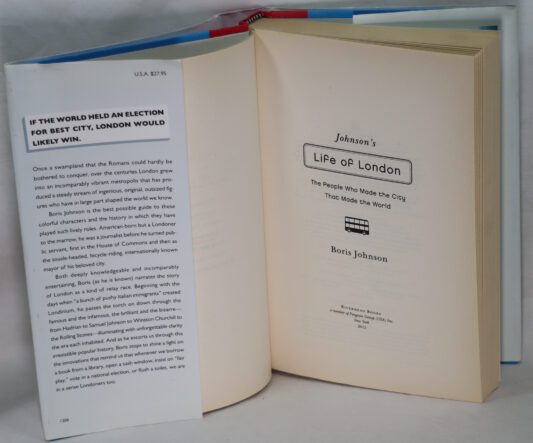 U.S.A. $27.95
IF THE WORLD HELD AN ELECTION
FOR BEST CITY, LONDON WOULD
LIKELY WIN.
Once a swampland that the Romans could hardly be
bothered to conquer, over the centuries London grew
into an incomparably vibrant metropolis that has pro-
duced a steady stream of ingenious, original, outsized fig-
ures who have in large part shaped the world we know.
Boris Johnson is the best possible guide to these
colorful characters and the history in which they have
played such lively roles. American-born but a Londoner
to the marrow, he was a journalist before he turned pub-
lic servant, first in the House of Commons and then as
the tousle-headed, bicycle-riding, internationally known
mayor of his beloved city.
Both deeply knowledgeable and incomparably
entertaining, Boris (as he is known) narrates the story
of London as a kind of relay race. Beginning with the
days when "a bunch of pushy Italian immigrants" created
Londinium, he passes the torch on down through the
famous and the infamous, the brilliant and the bizarre—
from Hadrian to Samuel Johnson to Winston Churchill to
the Rolling Stones—illuminating with unforgettable clarity
the era each inhabited. And as he escorts us through this
irresistible popular history, Boris stops to shine a light on
the innovations that remind us that whenever we borrow
a book from a library, open a sash window, insist on "fair
play," vote in a national election, or flush a toilet, we are
in a sense Londoners too.
1206
Johnson's
Life of London
The People Who Made the City
That Made the World
Boris Johnson
RIVERHEAD BOOKS
a member of Penguin Group (USA) Inc.
New York
2012